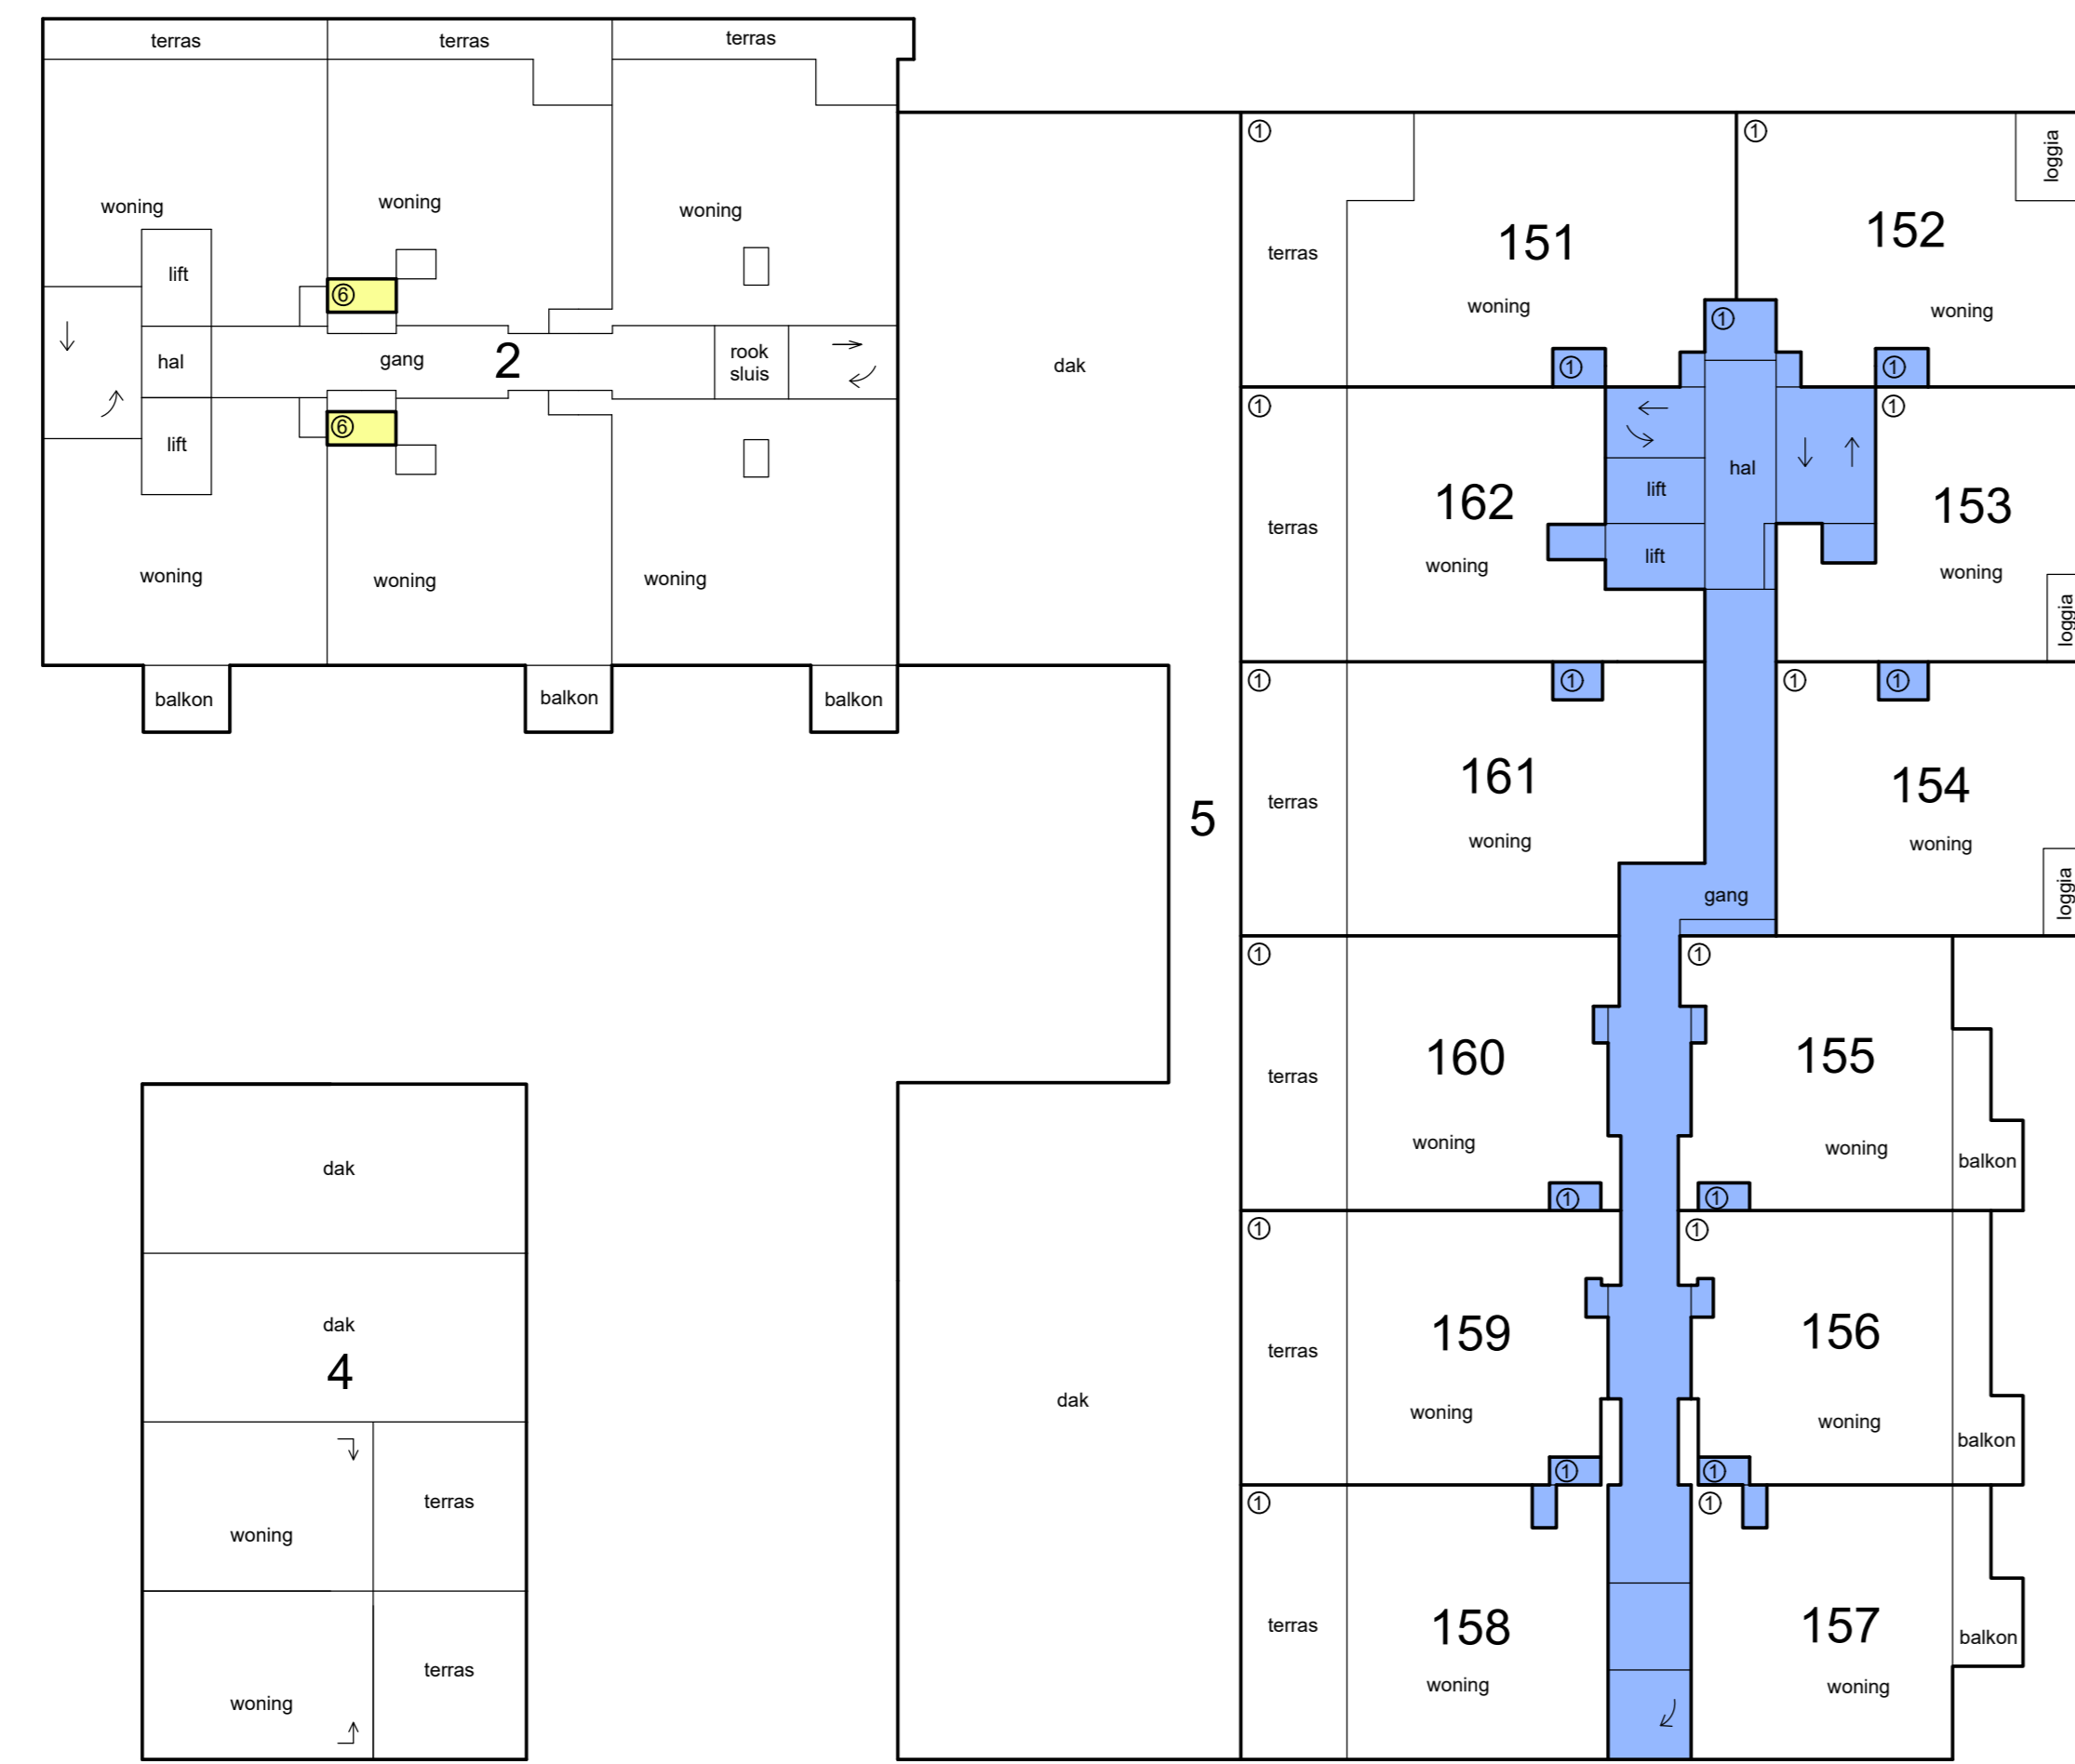 terras
terras
terras
woning
woning
woning
lift
⑥
hal
gang
2
rook
sluis
⑥
lift
woning
woning
woning
balkon
balkon
balkon
dak
5
dak
dak
dak
4
woning
terras
woning
terras
①
terras
151
woning
①
①
152
loggia
woning
①
①
①
terras
162
woning
lift
lift
hal
①
153
woning
loggia
①
①
terras
161
woning
①
①
154
woning
loggia
gang
①
terras
160
woning
①
①
155
woning
balkon
①
①
terras
159
woning
①
①
156
woning
balkon
①
①
terras
158
woning
①
157
woning
balkon